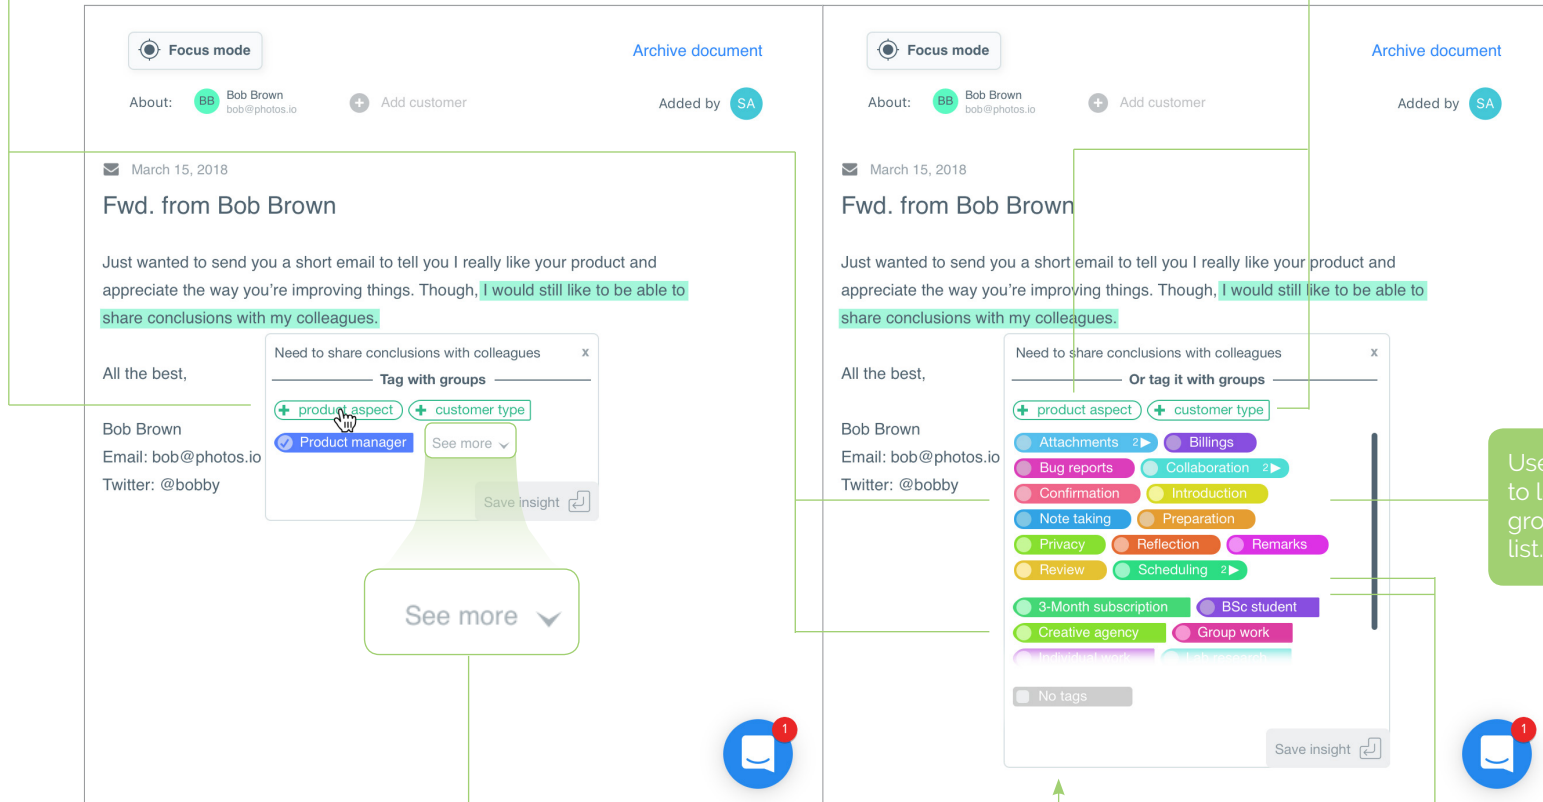 Focus mode
Archive document
About:
BB
Bob Brown
bob@photos.io
Add customer
Added by
SA
March 15, 2018
Fwd. from Bob Brown
Just wanted to send you a short email to tell you I really like your product and
appreciate the way you’re improving things. Though, I would still like to be able to
share conclusions with my colleagues.
All the best,
Bob Brown
Email: bob@photos.io
Twitter: @bobby
Need to share conclusions with colleagues
x
Tag with groups
product aspect
customer type
Product manager
See more
Save insight
See more
1
Focus mode
Archive document
About:
BB
Bob Brown
bob@photos.io
Add customer
Added by
SA
March 15, 2018
Fwd. from Bob Brown
Just wanted to send you a short email to tell you I really like your product and
appreciate the way you’re improving things. Though, I would still like to be able to
share conclusions with my colleagues.
All the best,
Bob Brown
Email: bob@photos.io
Twitter: @bobby
Need to share conclusions with colleagues
x
Or tag it with groups
product aspect
customer type
Attachments 2
Billings
Bug reports
Collaboration 2
Confirmation
Introduction
Note taking
Preparation
Privacy
Reflection
Remarks
Review
Scheduling 2
3-Month subscription
BSc student
Creative agency
Group work
Individual work
Lab research
No tags
Save insight
1
to
list.